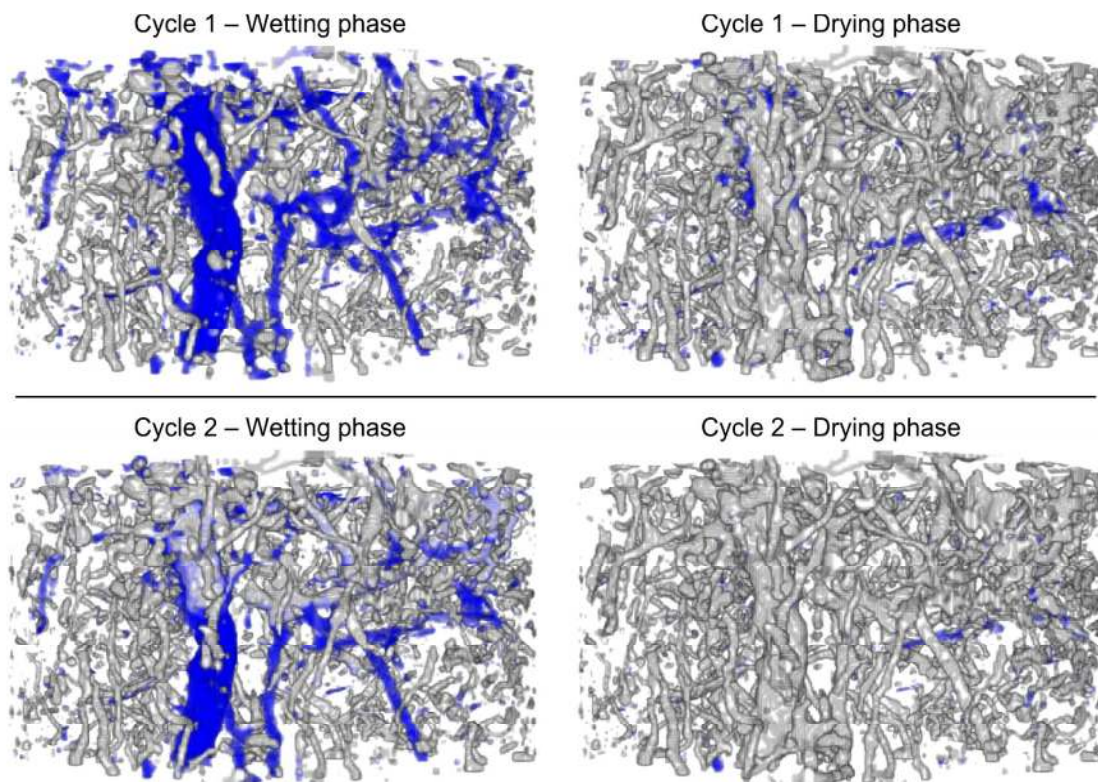 Cycle 1 – Wetting phase
Cycle 1 – Drying phase
Cycle 2 – Wetting phase
Cycle 2 – Drying phase